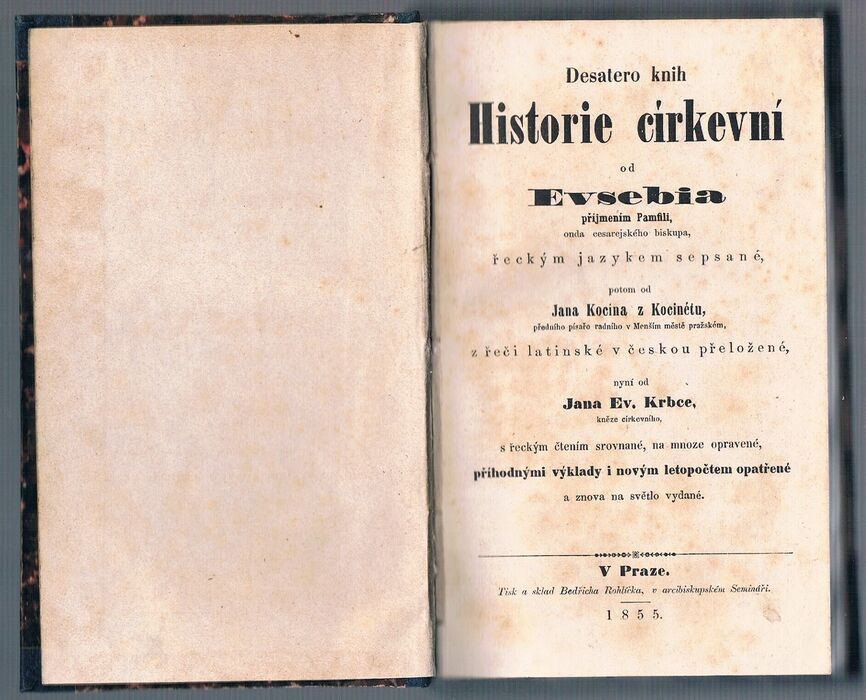 Desatero knih
Historie církevní
od
Evsebia
příjmením Pamfili,
onda cesarejského biskupa,
řeckým jazykem sepsané,
potom od
Jana Kocína z Kocinétu,
předního písaře radního v Menším městě pražském,
z řeči latinské v českou přeložené,
nyní od
Jana Ev. Krbce,
kněze církevního,
s řeckým čtením srovnané, na mnoze opravené,
příhodnými výklady i novým letopočtem opatřené
a znova na světlo vydané.
V Praze.
Tisk a sklad Bedřicha Rohlíčka, v arcibiskupském Semináři.
1855.